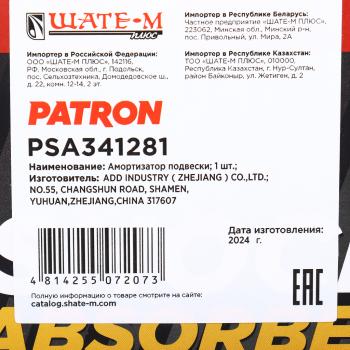 ШАТЕ-М
ПЛЮС
Импортер в Российской Федерации:
ООО «ШАТЕ-М ПЛЮС», 142116,
РФ, Московская обл., г. Подольск,
пос. Сельхозтехника, Домодедовское ш.,
д. 22, ком. 12-14, 2 эт.
Импортер в Республике Беларусь:
Частное предприятие «ШАТЕ-М ПЛЮС»,
223062, Минская обл., Минский р-н,
пос. Привольный, ул. Мира, 2А
Импортер в Республике Казахстан:
ТОО «ШАТЕ-М ПЛЮС», 010000,
Республика Казахстан, г. Нур-Султан,
район Байконыр, ул. Жетиген, д. 2
PATRON
PSA341281
Наименование: Амортизатор подвески; 1 шт.;
Изготовитель: ADD INDUSTRY ( ZHEJIANG ) CO.,LTD.;
NO.55, CHANGSHUN ROAD, SHAMEN,
YUHUAN,ZHEJIANG,CHINA 317607
Дата изготовления:
2024 г.
4 814255 072073
EAC
Полную информацию о товаре смотрите на сайте:
catalog.shate-m.com
ABSORBE